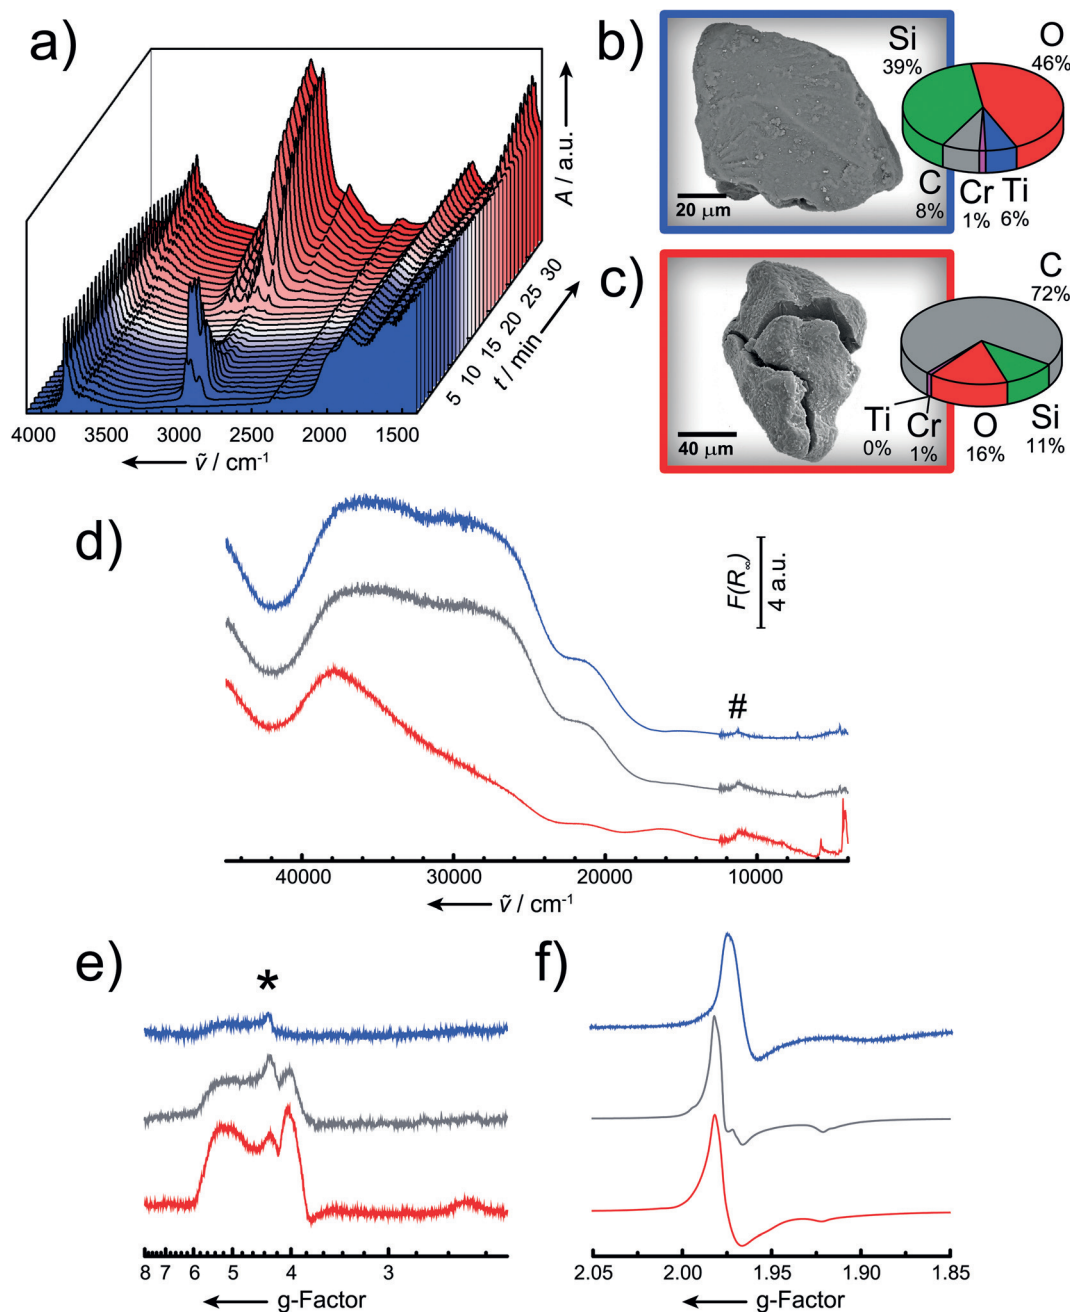 a)
A / a.u.
5 10 15 20 25 30
t / min
4000 3500 3000 2500 2000 1500
ṽ / cm⁻¹
b)
20 μm
Si
39%
O
46%
C
8%
Cr
1%
Ti
6%
c)
40 μm
C
72%
Ti
0%
Cr
1%
O
16%
Si
11%
d)
F(R∞)
4 a.u.
#
40000 30000 20000 10000
ṽ / cm⁻¹
e)
*
8 7 6 5 4 3
g-Factor
f)
2.05 2.00 1.95 1.90 1.85
g-Factor